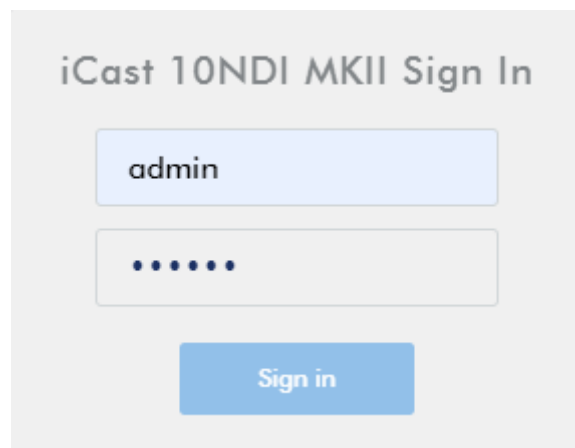 iCast 10NDI MKII Sign In
admin
••••••
Sign in